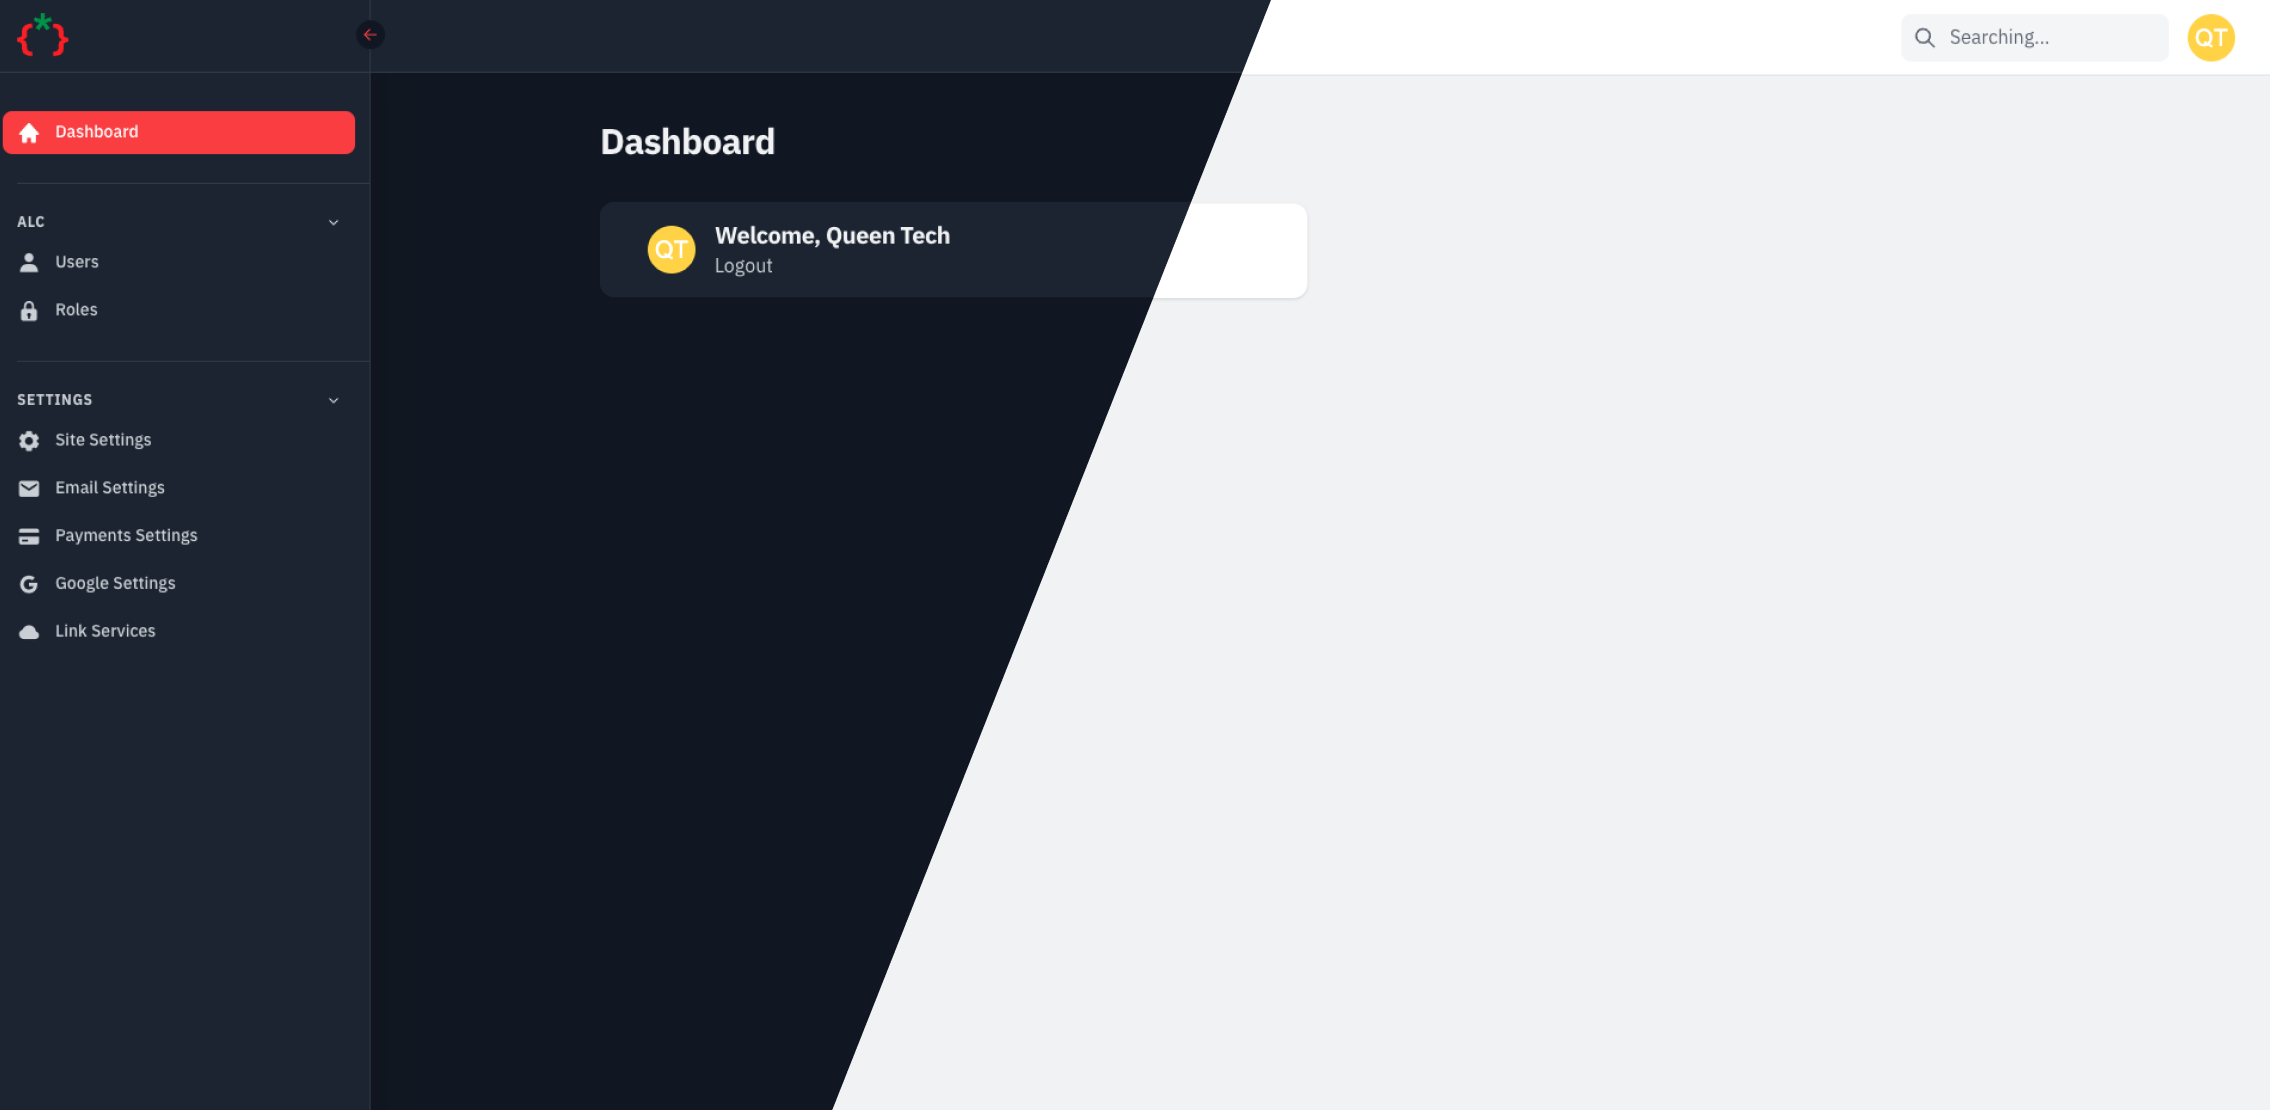 {*}
Searching...
QT
Dashboard
ALC
Users
Roles
SETTINGS
Site Settings
Email Settings
Payments Settings
Google Settings
Link Services
Dashboard
QT
Welcome, Queen Tech
Logout